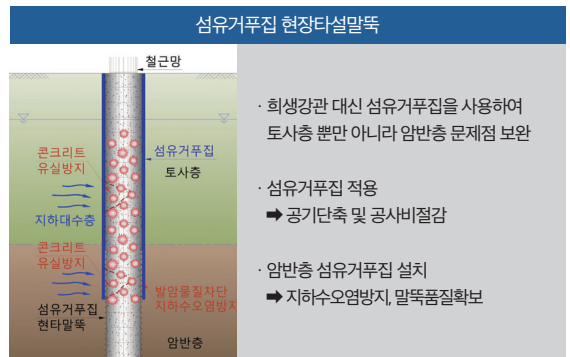 섬유거푸집 현장타설말뚝
철근망
콘크리트
유실방지
섬유거푸집
토사층
지하대수층
콘크리트
유실방지
발암물질차단
지하수오염방지
섬유거푸집
현타말뚝
암반층
· 희생강관 대신 섬유거푸집을 사용하여
토사층 뿐만 아니라 암반층 문제점 보완
· 섬유거푸집 적용
➡ 공기단축 및 공사비절감
· 암반층 섬유거푸집 설치
➡ 지하수오염방지, 말뚝품질확보